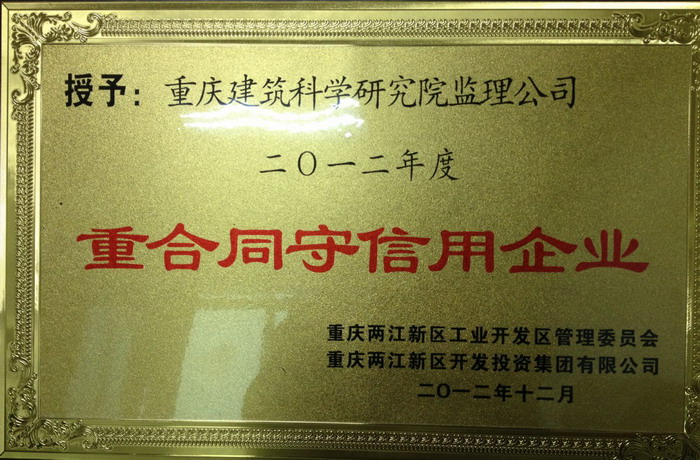 授予：重庆建筑科学研究院监理公司
二〇一二年度
重合同守信用企业
重庆两江新区工业开发区管理委员会
重庆两江新区开发投资集团有限公司
二〇一二年十二月